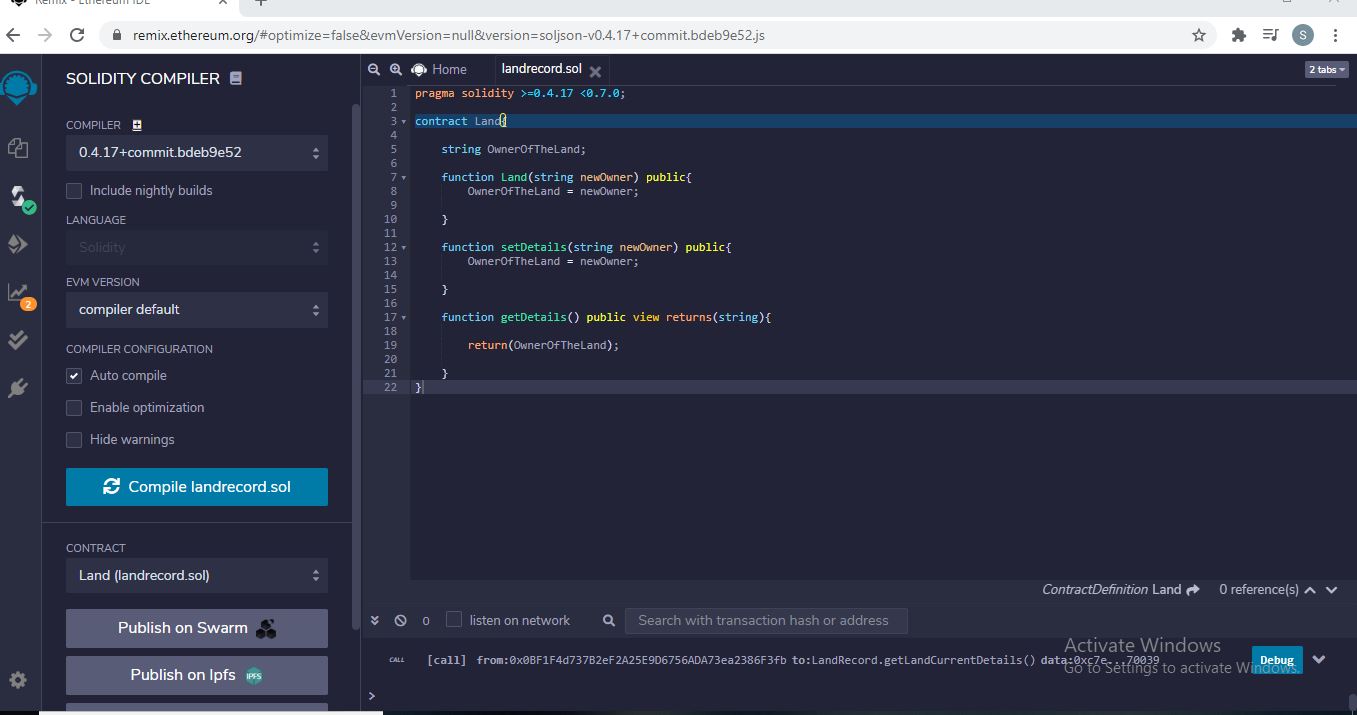 Remix - Ethereum IDE
remix.ethereum.org/#optimize=false&evmVersion=null&version=soljson-v0.4.17+commit.bdeb9e52.js
S
SOLIDITY COMPILER
COMPILER
0.4.17+commit.bdeb9e52
Include nightly builds
LANGUAGE
Solidity
EVM VERSION
compiler default
COMPILER CONFIGURATION
Auto compile
Enable optimization
Hide warnings
Compile landrecord.sol
CONTRACT
Land (landrecord.sol)
Publish on Swarm
Publish on Ipfs
IPFS
2
Home
landrecord.sol
2 tabs
1 pragma solidity >=0.4.17 <0.7.0;
2
3 contract Land{
4
5 string OwnerOfTheLand;
6
7 function Land(string newOwner) public{
8 OwnerOfTheLand = newOwner;
9
10 }
11
12 function setDetails(string newOwner) public{
13 OwnerOfTheLand = newOwner;
14
15 }
16
17 function getDetails() public view returns(string){
18
19 return(OwnerOfTheLand);
20
21 }
22 }
ContractDefinition Land 0 reference(s)
0 listen on network Search with transaction hash or address
CALL [call] from:0x0BF1F4d737B2eF2A25E9D6756ADA73ea2386F3fb to:LandRecord.getLandCurrentDetails() data:0xc7e...70039 Debug
>
Activate Windows
Go to Settings to activate Windows.